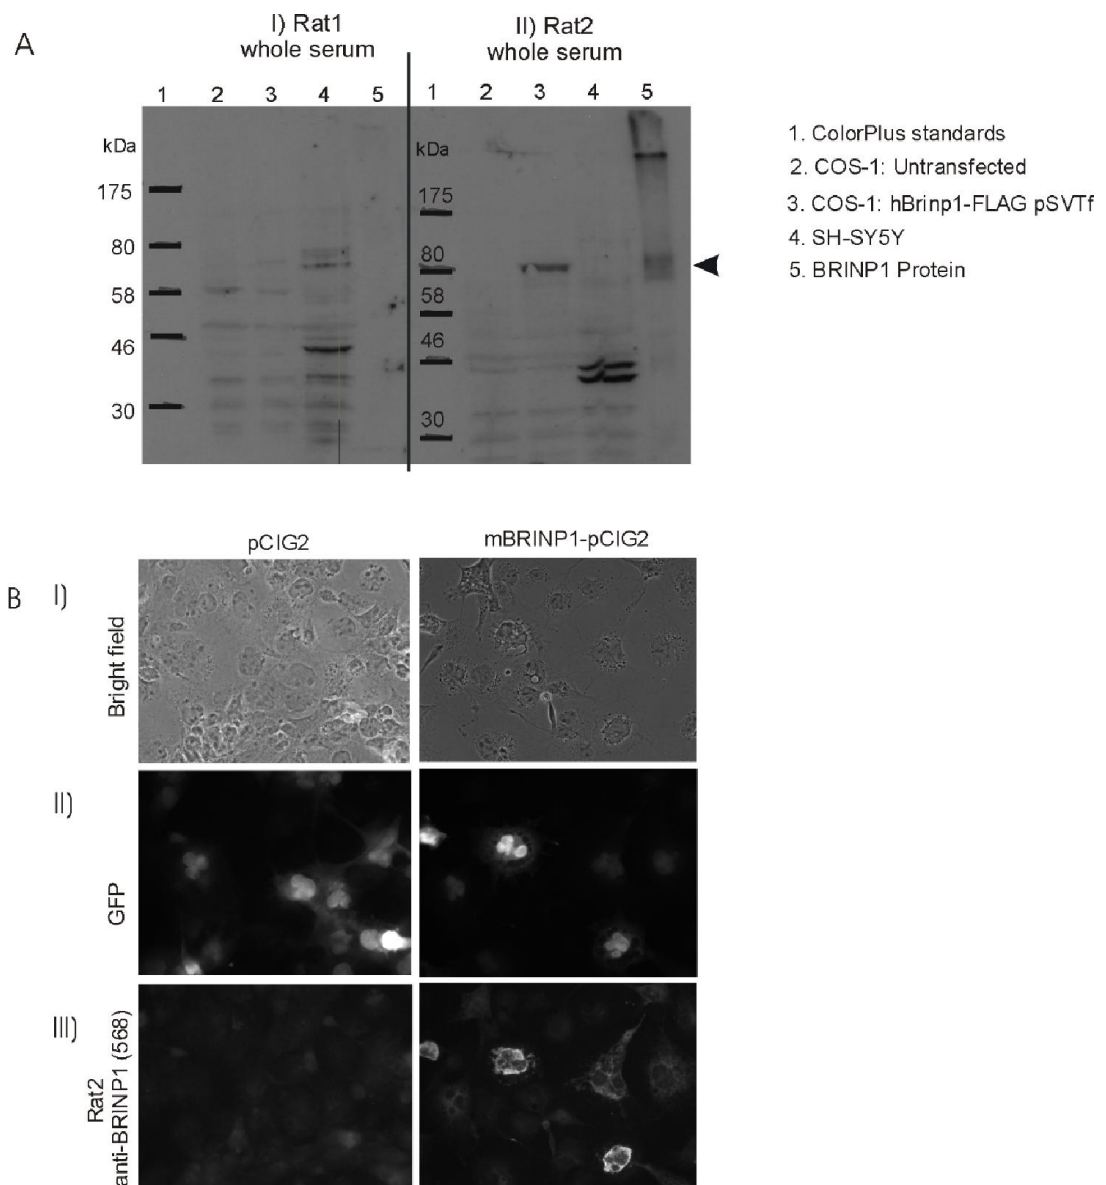 A
I) Rat1
whole serum
II) Rat2
whole serum
1 2 3 4 5
1 2 3 4 5
kDa
175
80
58
46
30
kDa
175
80
58
46
30
1. ColorPlus standards
2. COS-1: Untransfected
3. COS-1: hBrinp1-FLAG pSVTf
4. SH-SY5Y
5. BRINP1 Protein
B
pCIG2
mBRINP1-pCIG2
I)
Bright field
II)
GFP
III)
Rat2
anti-BRINP1 (568)